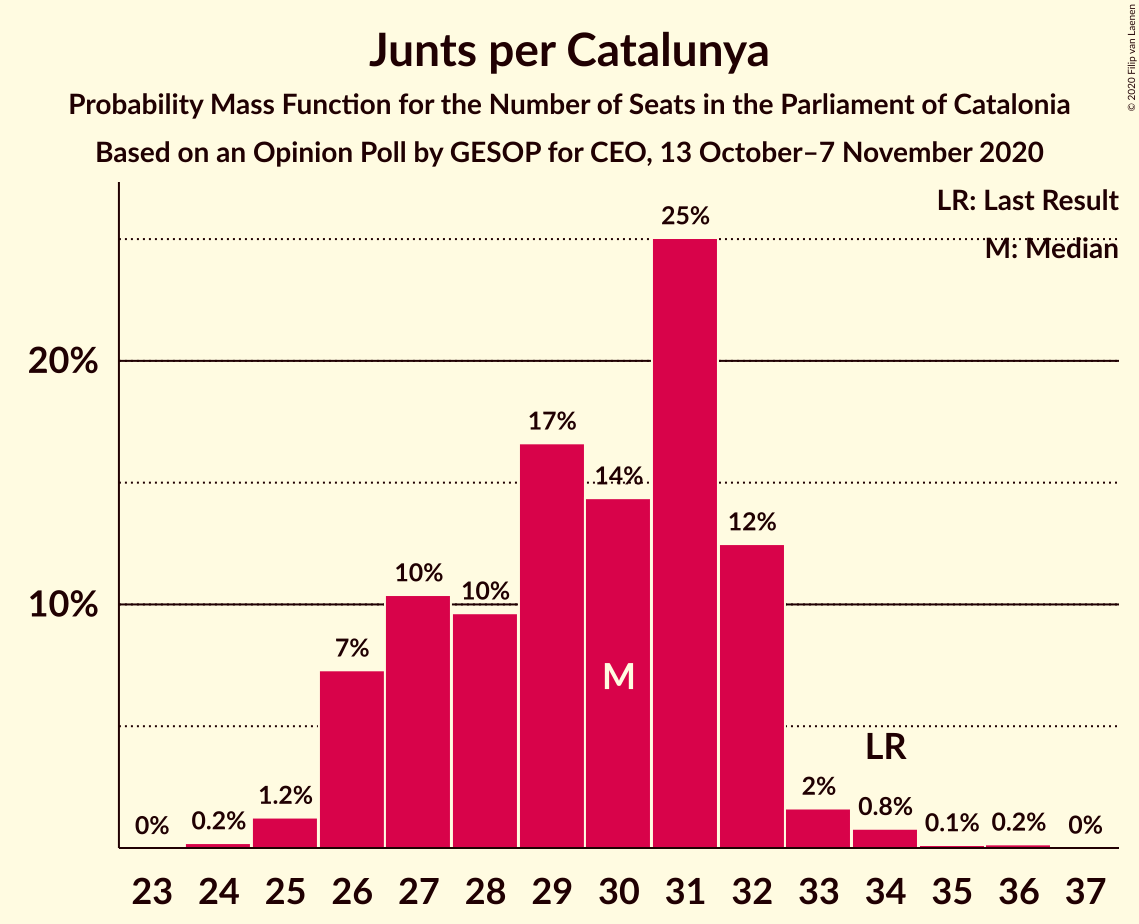 Junts per Catalunya
Probability Mass Function for the Number of Seats in the Parliament of Catalonia
Based on an Opinion Poll by GESOP for CEO, 13 October–7 November 2020
© 2020 Filip van Laenen
LR: Last Result
M: Median
20%
10%
0%
0.2%
1.2%
7%
10%
10%
17%
14%
25%
12%
2%
0.8%
0.1%
0.2%
0%
M
LR
23 24 25 26 27 28 29 30 31 32 33 34 35 36 37